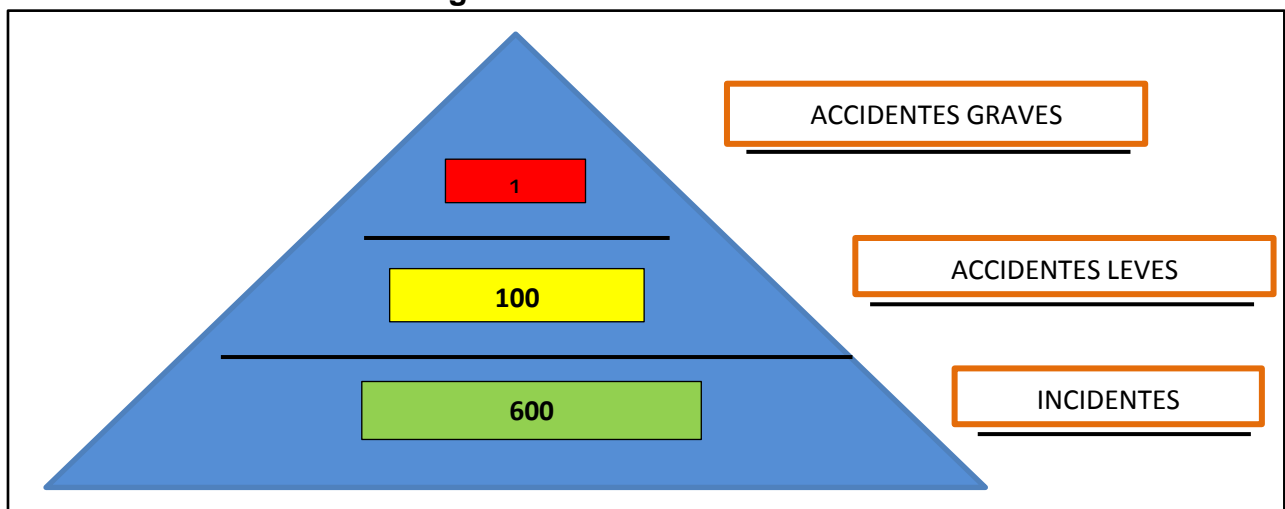 ACCIDENTES GRAVES
1
ACCIDENTES LEVES
100
INCIDENTES
600